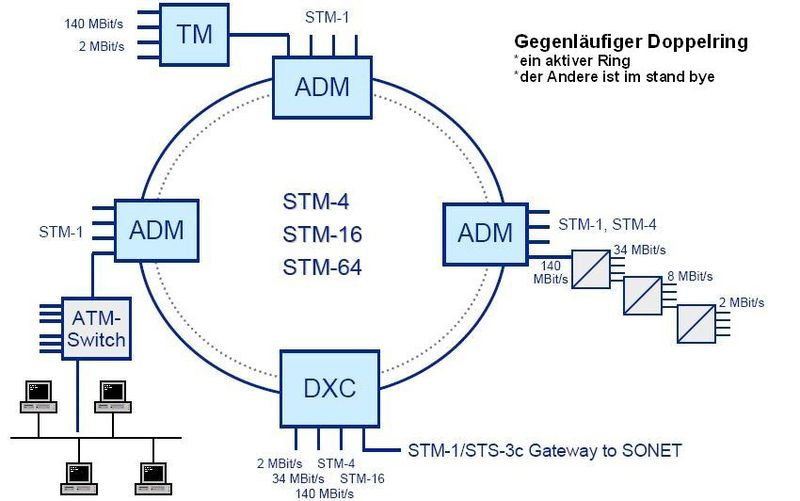 140 MBit/s
2 MBit/s
TM
STM-1
ADM
Gegenläufiger Doppelring
*ein aktiver Ring
*der Andere ist im stand bye
STM-1
ADM
STM-4
STM-16
STM-64
ADM
STM-1, STM-4
140
MBit/s
34 MBit/s
8 MBit/s
2 MBit/s
ATM-
Switch
DXC
2 MBit/s
STM-4
34 MBit/s
STM-16
140 MBit/s
STM-1/STS-3c Gateway to SONET